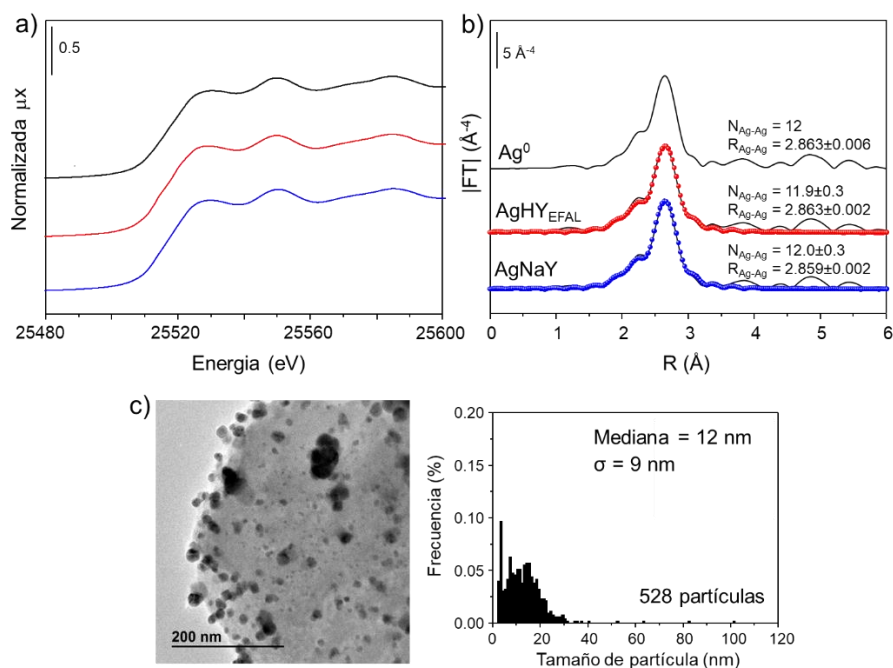 a)
0.5
Normalizada μx
25480
25520
25560
25600
Energia (eV)
b)
5 Å-4
|FT| (Å-4)
Ag0
NAg-Ag = 12
RAg-Ag = 2.863±0.006
AgHYEFAL
NAg-Ag = 11.9±0.3
RAg-Ag = 2.863±0.002
AgNaY
NAg-Ag = 12.0±0.3
RAg-Ag = 2.859±0.002
0 1 2 3 4 5 6
R (Å)
c)
200 nm
Frecuencia (%)
0.20
0.15
0.10
0.05
0.00
Mediana = 12 nm
σ = 9 nm
528 partículas
0 20 40 60 80 100 120
Tamaño de partícula (nm)